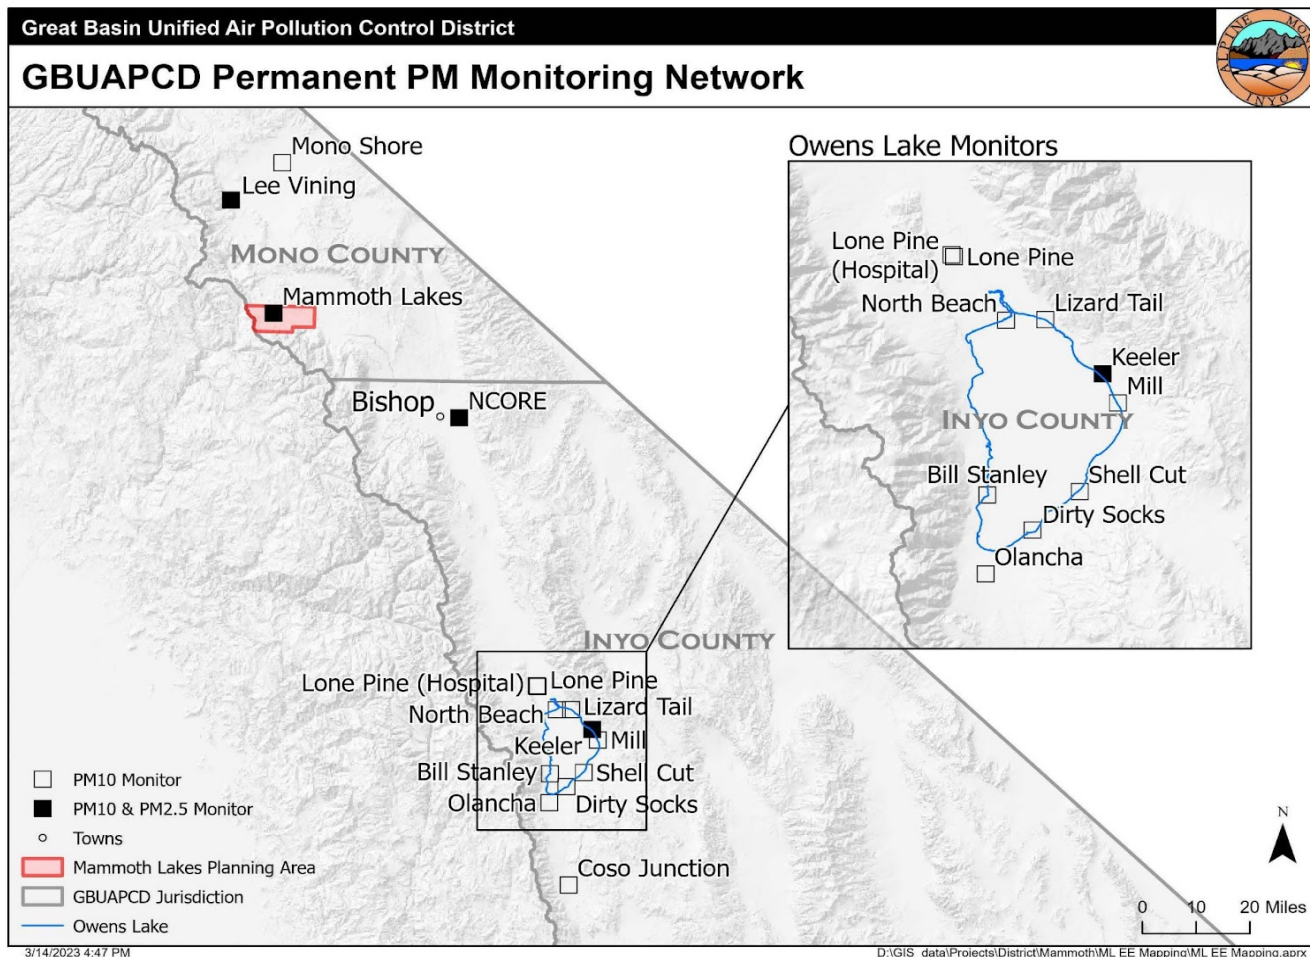 Great Basin Unified Air Pollution Control District
GBUAPCD Permanent PM Monitoring Network
ALPINE MONO
INYO
Mono Shore
Lee Vining
MONO COUNTY
Mammoth Lakes
Bishop
NCORE
INYO COUNTY
Lone Pine (Hospital)
Lone Pine
North Beach
Lizard Tail
Keeler
Mill
Bill Stanley
Shell Cut
Olancha
Dirty Socks
Coso Junction
Owens Lake Monitors
Lone Pine
(Hospital)
Lone Pine
North Beach
Lizard Tail
Keeler
Mill
INYO COUNTY
Bill Stanley
Shell Cut
Dirty Socks
Olancha
PM10 Monitor
PM10 & PM2.5 Monitor
Towns
Mammoth Lakes Planning Area
GBUAPCD Jurisdiction
Owens Lake
N
0 10 20 Miles
3/14/2023 4:47 PM
D:\GIS_data\Projects\District\Mammoth\ML EE Mapping\ML EE Mapping.aprx